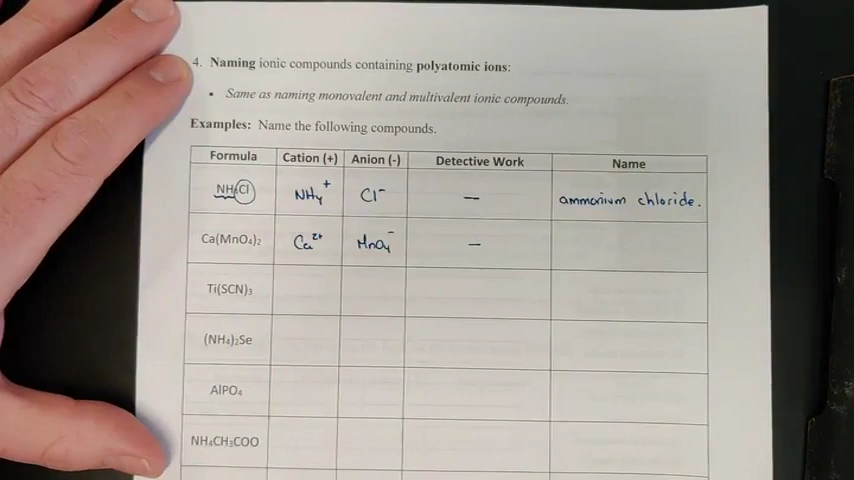 4. Naming ionic compounds containing polyatomic ions:
• Same as naming monovalent and multivalent ionic compounds.
Examples: Name the following compounds.
Formula Cation (+) Anion (-) Detective Work Name
NH₄Cl NH₄⁺ Cl⁻ — ammonium chloride.
Ca(MnO₄)₂ Ca²⁺ MnO₄⁻ —
Ti(SCN)₃
(NH₄)₂Se
AlPO₄
NH₄CH₃COO